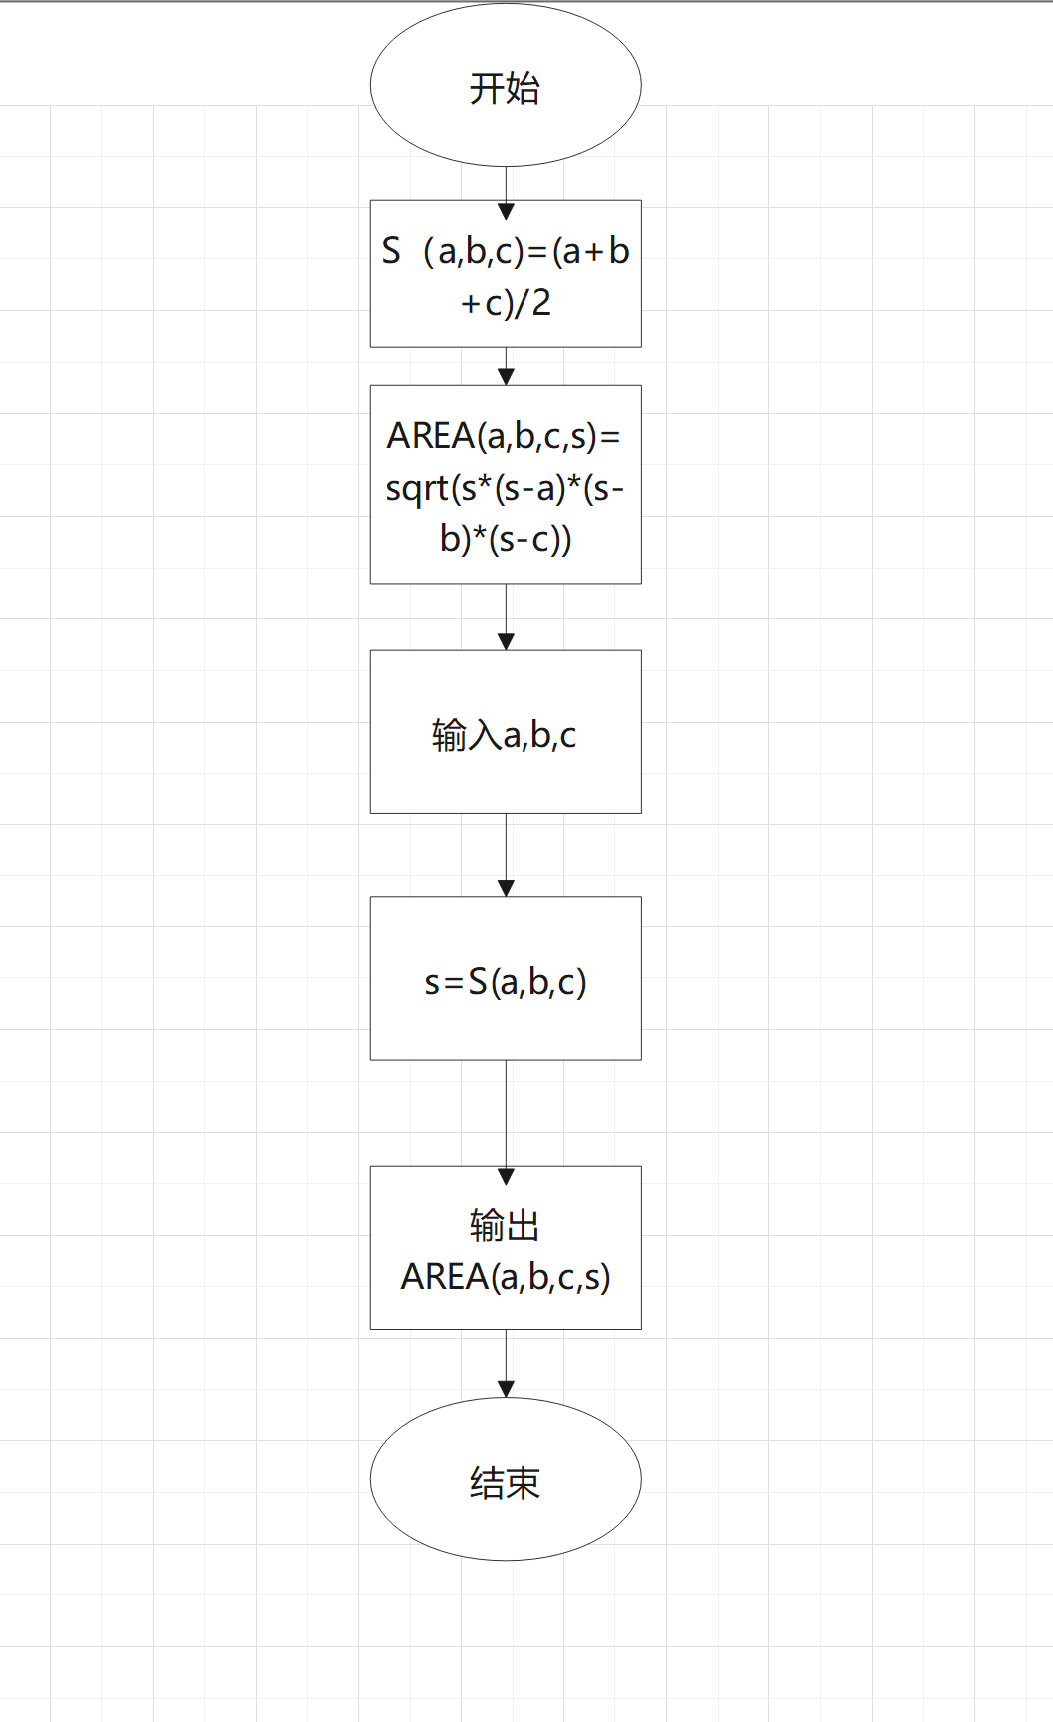 开始
S（a,b,c)=(a+b
+c)/2
AREA(a,b,c,s)=
sqrt(s*(s-a)*(s-
b)*(s-c))
输入a,b,c
s=S(a,b,c)
输出
AREA(a,b,c,s)
结束